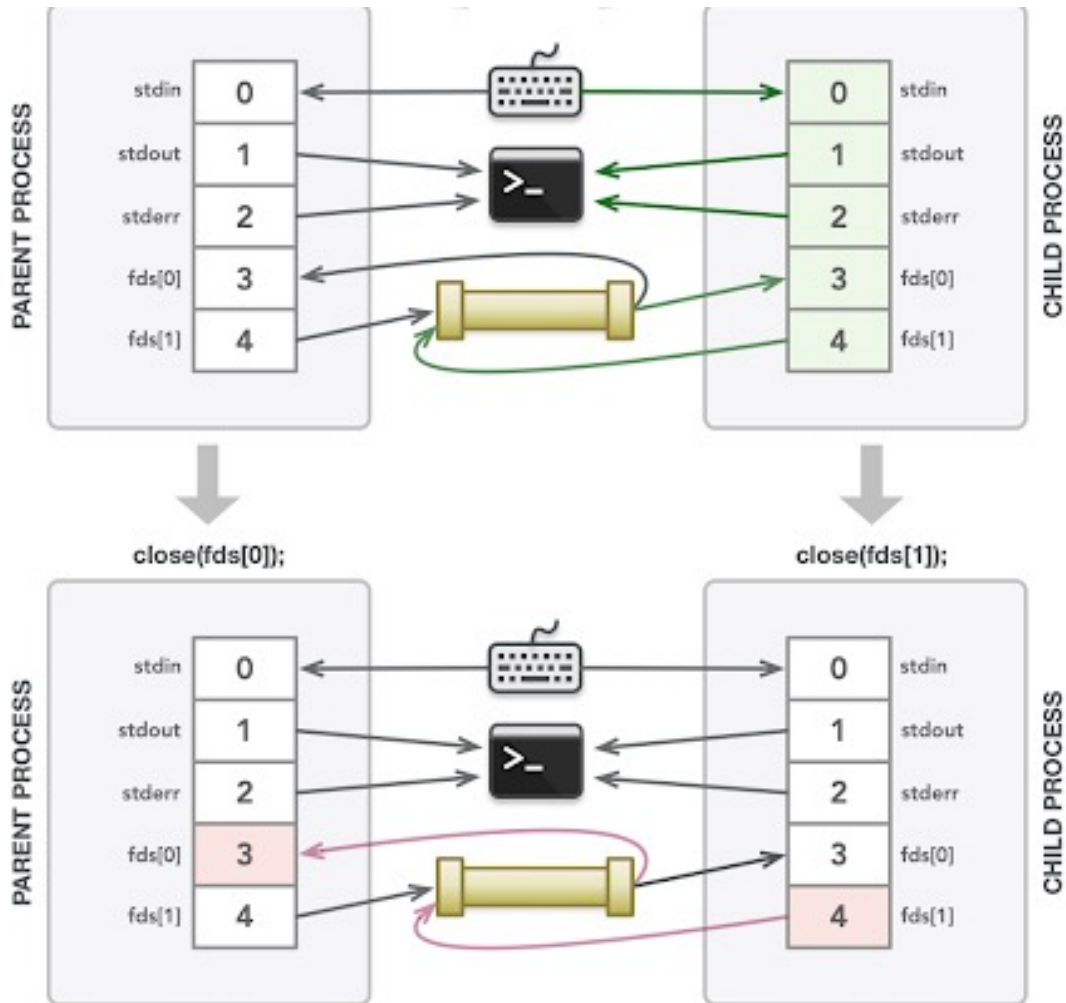 PARENT PROCESS
stdin 0
stdout 1
stderr 2
fds[0] 3
fds[1] 4
>_
0 stdin
1 stdout
2 stderr
3 fds[0]
4 fds[1]
CHILD PROCESS
close(fds[0]);
close(fds[1]);
PARENT PROCESS
stdin 0
stdout 1
stderr 2
fds[0] 3
fds[1] 4
>_
0 stdin
1 stdout
2 stderr
3 fds[0]
4 fds[1]
CHILD PROCESS